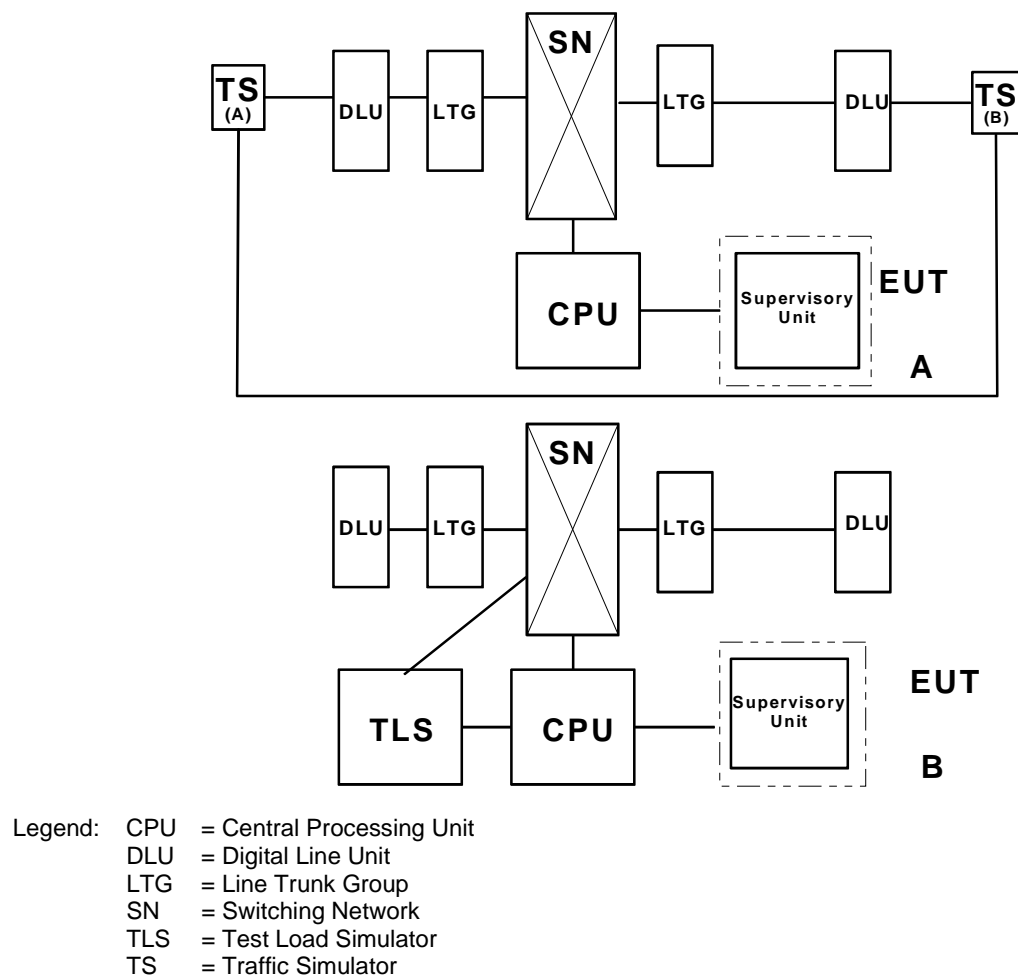 SN
TS
(A)
DLU
LTG
LTG
DLU
TS
(B)
CPU
Supervisory
Unit
EUT
A
SN
DLU
LTG
LTG
DLU
TLS
CPU
Supervisory
Unit
EUT
B
Legend: CPU = Central Processing Unit
DLU = Digital Line Unit
LTG = Line Trunk Group
SN = Switching Network
TLS = Test Load Simulator
TS = Traffic Simulator